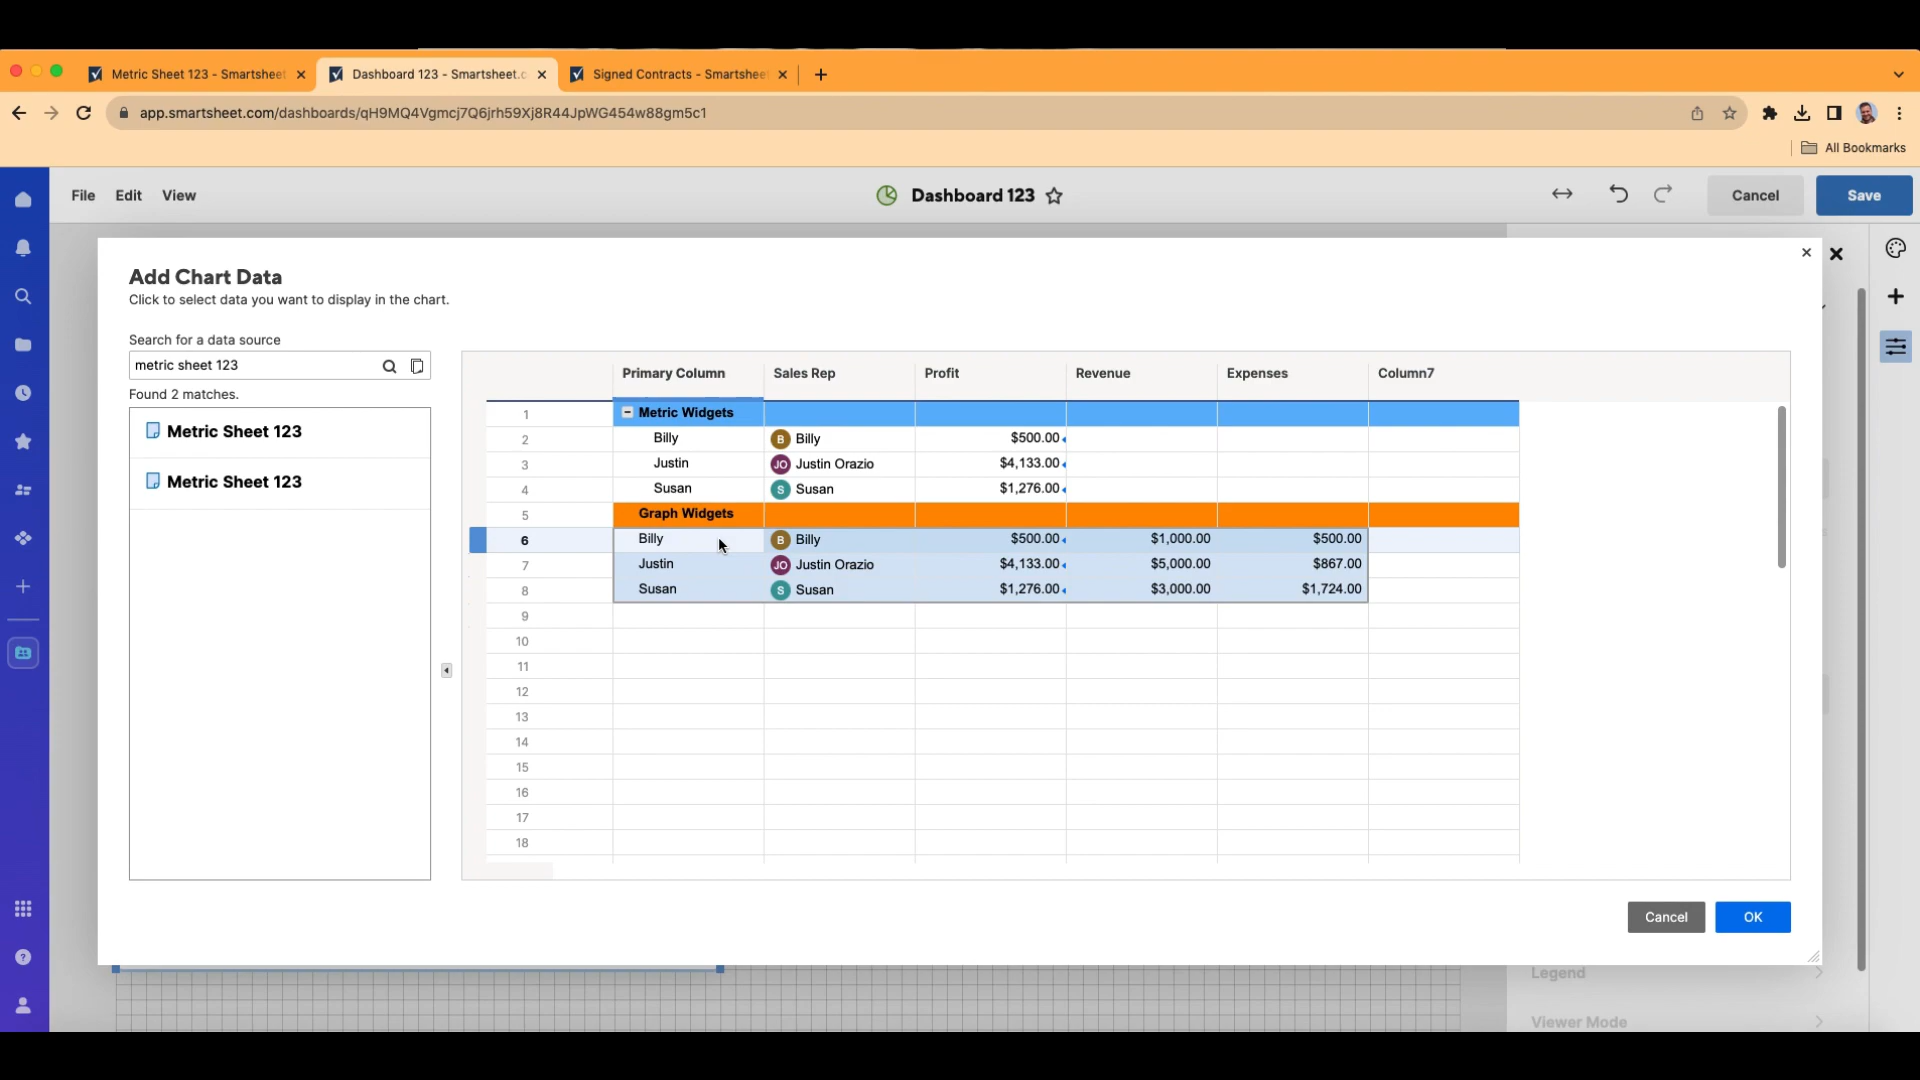 Metric Sheet 123 - Smartsheet
Dashboard 123 - Smartsheet.c
Signed Contracts - Smartsheet
app.smartsheet.com/dashboards/qH9MQ4Vgmcj7Q6jrh59Xj8R44JpWG454w88gm5c1
All Bookmarks
File Edit View
Dashboard 123
Cancel Save
Add Chart Data
Click to select data you want to display in the chart.
Search for a data source
metric sheet 123
Found 2 matches.
Metric Sheet 123
Metric Sheet 123
Primary Column Sales Rep Profit Revenue Expenses Column7
1 Metric Widgets
2 Billy B Billy $500.00
3 Justin JO Justin Orazio $4,133.00
4 Susan S Susan $1,276.00
5 Graph Widgets
6 Billy B Billy $500.00 $1,000.00 $500.00
7 Justin JO Justin Orazio $4,133.00 $5,000.00 $867.00
8 Susan S Susan $1,276.00 $3,000.00 $1,724.00
9
10
11
12
13
14
15
16
17
18
Cancel OK
Legend
Viewer Mode